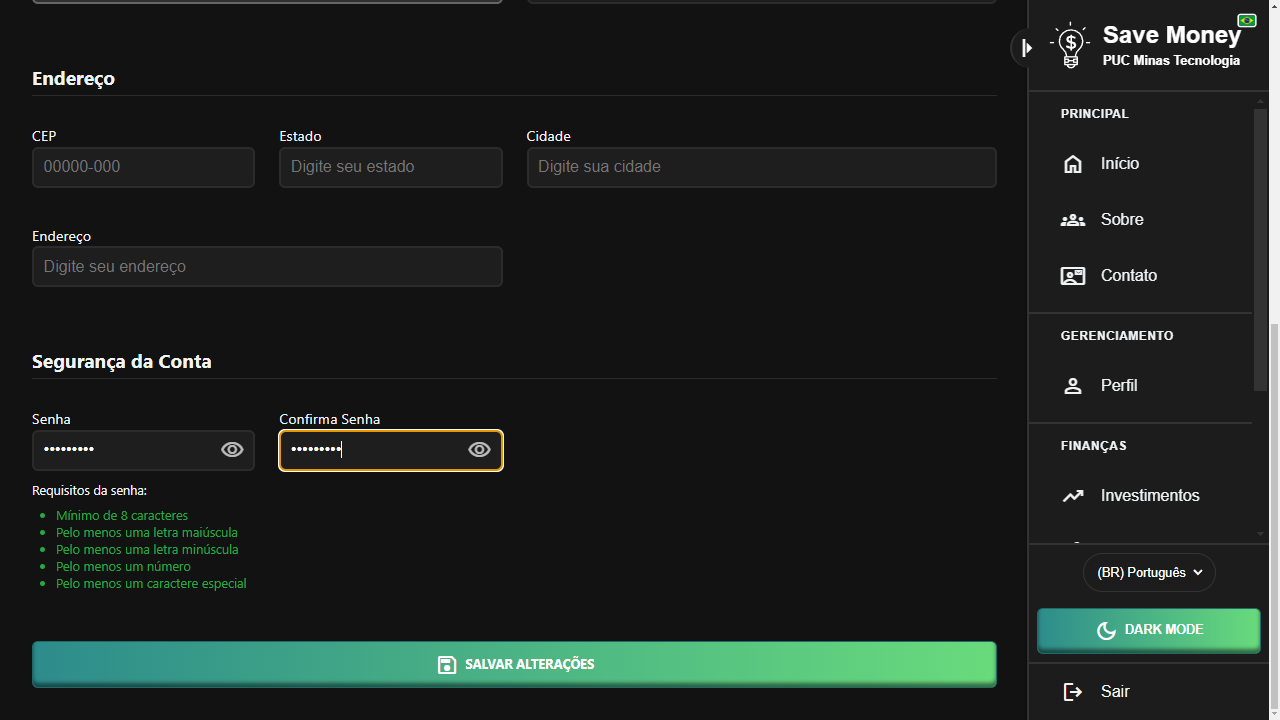 Endereço
CEP
Estado
Cidade
00000-000
Digite seu estado
Digite sua cidade
Endereço
Digite seu endereço
Segurança da Conta
Senha
Confirma Senha
•••••••••
•••••••••
Requisitos da senha:
• Mínimo de 8 caracteres
• Pelo menos uma letra maiúscula
• Pelo menos uma letra minúscula
• Pelo menos um número
• Pelo menos um caractere especial
SALVAR ALTERAÇÕES
Save Money
PUC Minas Tecnologia
PRINCIPAL
Início
Sobre
Contato
GERENCIAMENTO
Perfil
FINANÇAS
Investimentos
(BR) Português
DARK MODE
Sair